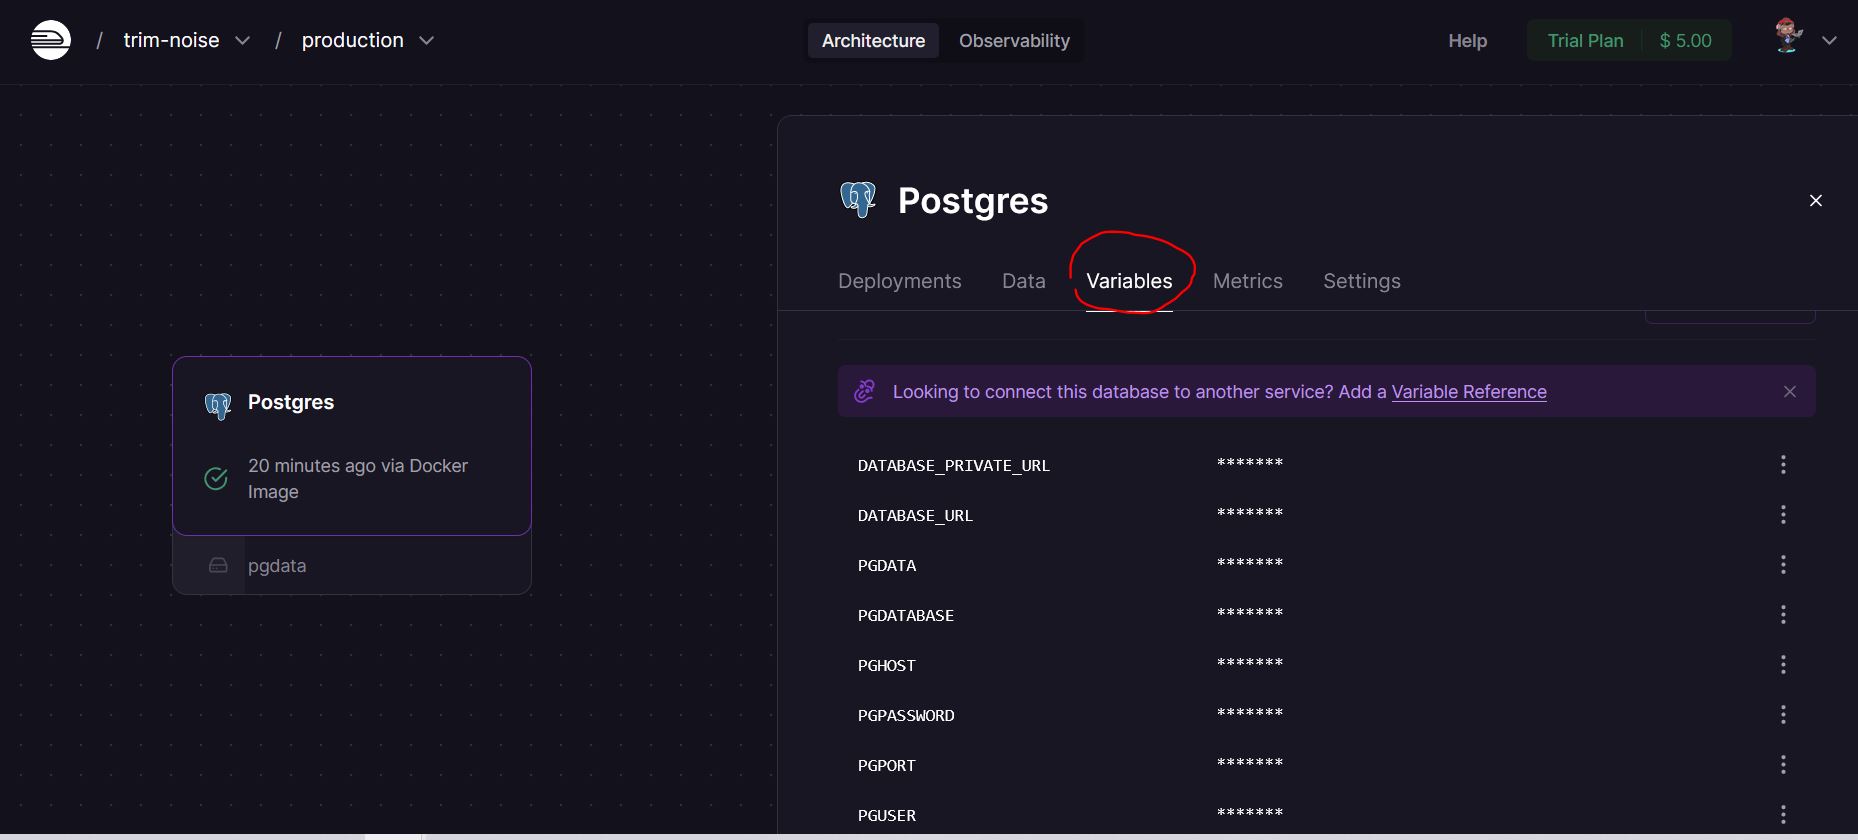 / trim-noise / production
Architecture Observability
Help Trial Plan $ 5.00
Postgres
Deployments Data Variables Metrics Settings
Looking to connect this database to another service? Add a Variable Reference
Postgres
20 minutes ago via Docker
Image
pgdata
DATABASE_PRIVATE_URL *******
DATABASE_URL *******
PGDATA *******
PGDATABASE *******
PGHOST *******
PGPASSWORD *******
PGPORT *******
PGUSER *******